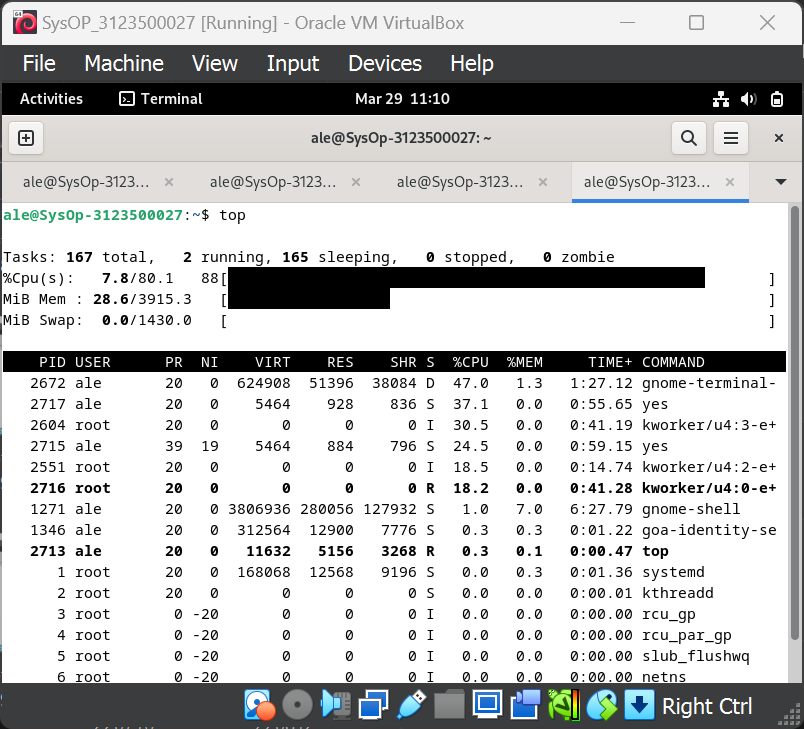 SysOP_3123500027 [Running] - Oracle VM VirtualBox
File Machine View Input Devices Help
Activities Terminal Mar 29 11:10
ale@SysOp-3123500027: ~
ale@SysOp-3123... ale@SysOp-3123... ale@SysOp-3123... ale@SysOp-3123...
ale@SysOp-3123500027:~$ top
Tasks: 167 total, 2 running, 165 sleeping, 0 stopped, 0 zombie
%Cpu(s): 7.8/80.1 88[ ]
MiB Mem : 28.6/3915.3 [ ]
MiB Swap: 0.0/1430.0 [ ]
PID USER PR NI VIRT RES SHR S %CPU %MEM TIME+ COMMAND
2672 ale 20 0 624908 51396 38084 D 47.0 1.3 1:27.12 gnome-terminal-
2717 ale 20 0 5464 928 836 S 37.1 0.0 0:55.65 yes
2604 root 20 0 0 0 0 I 30.5 0.0 0:41.19 kworker/u4:3-e+
2715 ale 39 19 5464 884 796 S 24.5 0.0 0:59.15 yes
2551 root 20 0 0 0 0 I 18.5 0.0 0:14.74 kworker/u4:2-e+
2716 root 20 0 0 0 0 R 18.2 0.0 0:41.28 kworker/u4:0-e+
1271 ale 20 0 3806936 280056 127932 S 1.0 7.0 6:27.79 gnome-shell
1346 ale 20 0 312564 12900 7776 S 0.3 0.3 0:01.22 goa-identity-se
2713 ale 20 0 11632 5156 3268 R 0.3 0.1 0:00.47 top
1 root 20 0 168068 12568 9196 S 0.0 0.3 0:01.36 systemd
2 root 20 0 0 0 0 S 0.0 0.0 0:00.01 kthreadd
3 root 0 -20 0 0 0 I 0.0 0.0 0:00.00 rcu_gp
4 root 0 -20 0 0 0 I 0.0 0.0 0:00.00 rcu_par_gp
5 root 0 -20 0 0 0 I 0.0 0.0 0:00.00 slub_flushwq
6 root 0 -20 0 0 0 I 0.0 0.0 0:00.00 netns
Right Ctrl